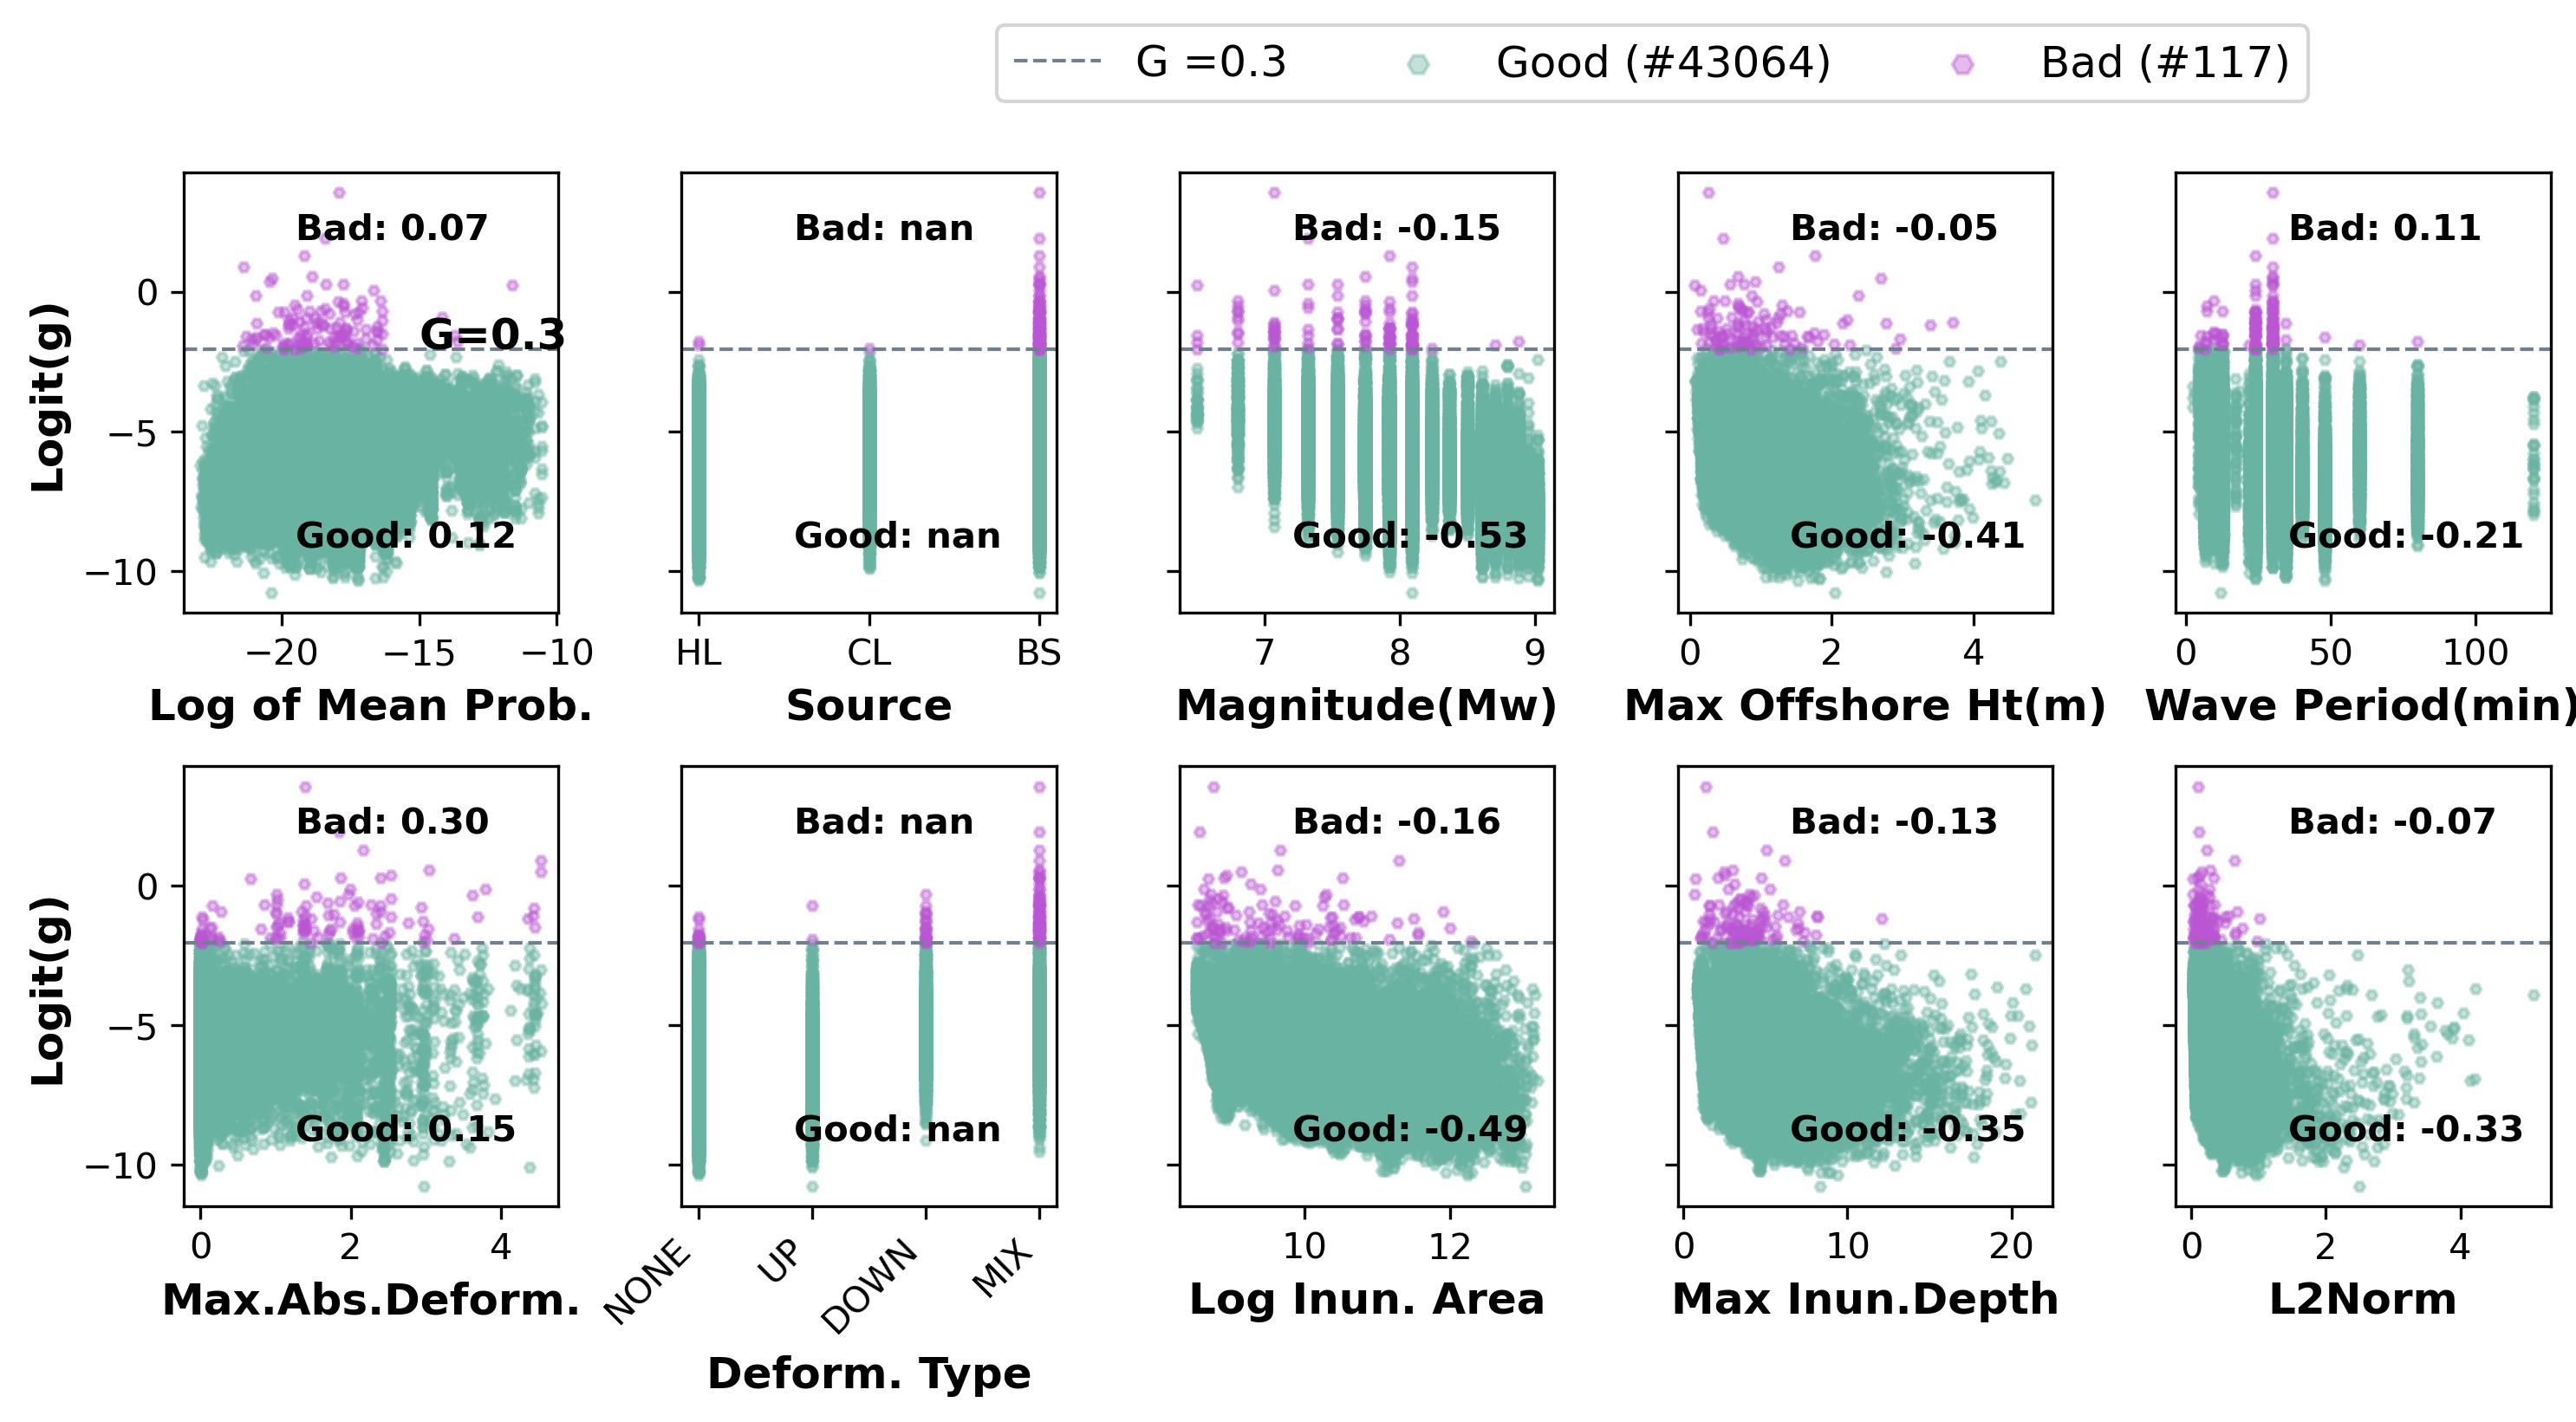 G =0.3 Good (#43064) Bad (#117)
Logit(g)
0
−5
−10
Bad: 0.07
G=0.3
Good: 0.12
−20 −15 −10
Log of Mean Prob.
Bad: nan
Good: nan
HL CL BS
Source
Bad: -0.15
Good: -0.53
7 8 9
Magnitude(Mw)
Bad: -0.05
Good: -0.41
0 2 4
Max Offshore Ht(m)
Bad: 0.11
Good: -0.21
0 50 100
Wave Period(min)
Logit(g)
0
−5
−10
Bad: 0.30
Good: 0.15
0 2 4
Max.Abs.Deform.
Bad: nan
Good: nan
NONE UP DOWN MIX
Deform. Type
Bad: -0.16
Good: -0.49
10 12
Log Inun. Area
Bad: -0.13
Good: -0.35
0 10 20
Max Inun.Depth
Bad: -0.07
Good: -0.33
0 2 4
L2Norm